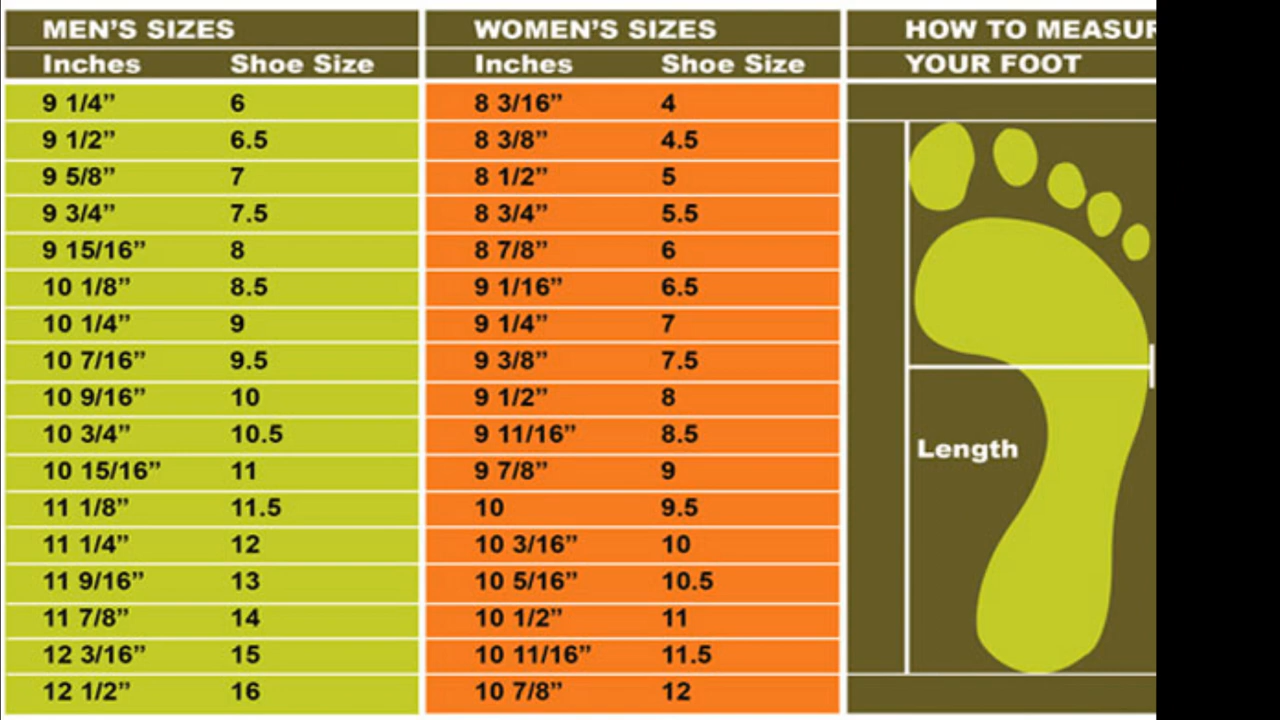 MEN’S SIZES WOMEN’S SIZES HOW TO MEASUR
Inches Shoe Size Inches Shoe Size YOUR FOOT
9 1/4” 6 8 3/16” 4
9 1/2” 6.5 8 3/8” 4.5
9 5/8” 7 8 1/2” 5
9 3/4” 7.5 8 3/4” 5.5
9 15/16” 8 8 7/8” 6
10 1/8” 8.5 9 1/16” 6.5
10 1/4” 9 9 1/4” 7
10 7/16” 9.5 9 3/8” 7.5
10 9/16” 10 9 1/2” 8
10 3/4” 10.5 9 11/16” 8.5
Length
10 15/16” 11 9 7/8” 9
11 1/8” 11.5 10 9.5
11 1/4” 12 10 3/16” 10
11 9/16” 13 10 5/16” 10.5
11 7/8” 14 10 1/2” 11
12 3/16” 15 10 11/16” 11.5
12 1/2” 16 10 7/8” 12